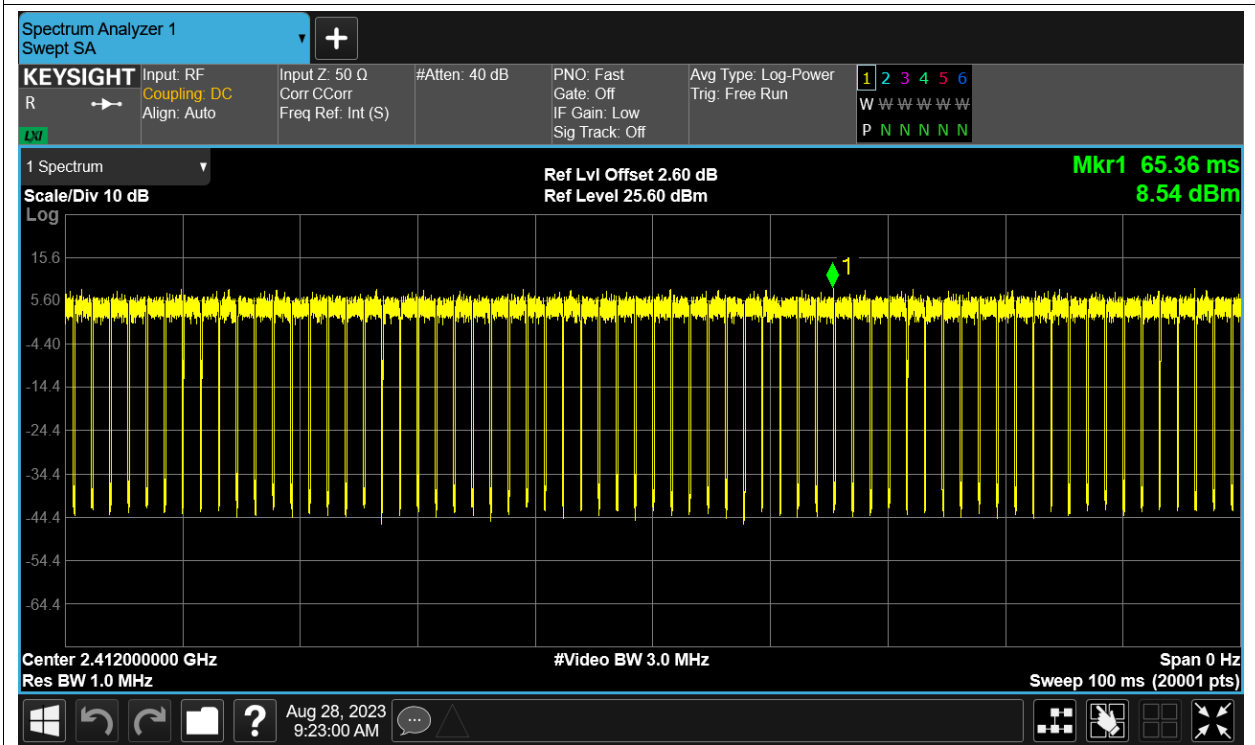 Spectrum Analyzer 1
Swept SA
+
KEYSIGHT
R
LXI
Input: RF
Coupling: DC
Align: Auto
Input Z: 50 Ω
Corr CCorr
Freq Ref: Int (S)
#Atten: 40 dB
PNO: Fast
Gate: Off
IF Gain: Low
Sig Track: Off
Avg Type: Log-Power
Trig: Free Run
1 2 3 4 5 6
W W W W W W
P N N N N N
1 Spectrum
Scale/Div 10 dB
Log
Ref Lvl Offset 2.60 dB
Ref Level 25.60 dBm
Mkr1 65.36 ms
8.54 dBm
1
15.6
5.60
-4.40
-14.4
-24.4
-34.4
-44.4
-54.4
-64.4
Center 2.412000000 GHz
Res BW 1.0 MHz
#Video BW 3.0 MHz
Span 0 Hz
Sweep 100 ms (20001 pts)
?
Aug 28, 2023
9:23:00 AM